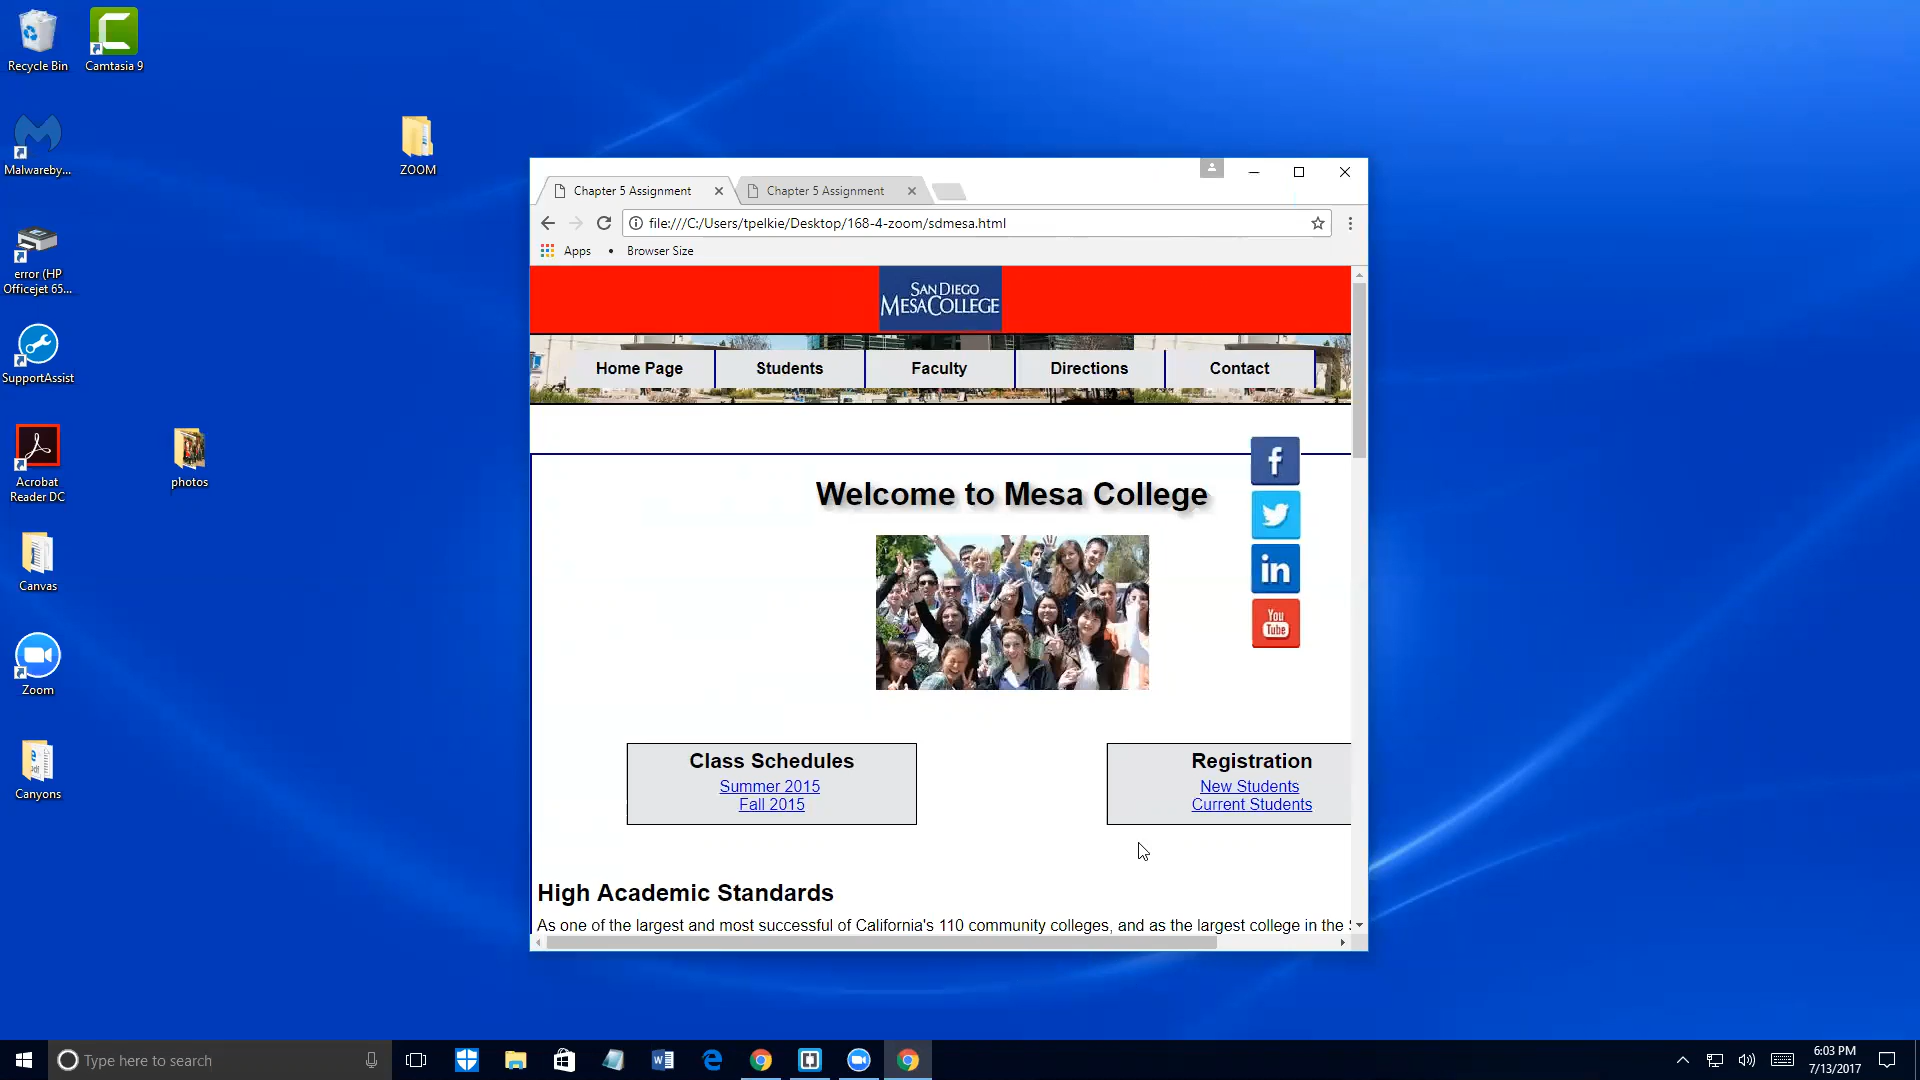 Recycle Bin
Camtasia 9
Malwareby...
ZOOM
error (HP
Officejet 65...
SupportAssist
Acrobat
Reader DC
photos
Canvas
Zoom
Canyons
Chapter 5 Assignment
Chapter 5 Assignment
file:///C:/Users/tpelkie/Desktop/168-4-zoom/sdmesa.html
Apps
Browser Size
SAN DIEGO
MESA COLLEGE
Home Page
Students
Faculty
Directions
Contact
Welcome to Mesa College
f
in
You
Tube
Class Schedules
Summer 2015
Fall 2015
Registration
New Students
Current Students
High Academic Standards
As one of the largest and most successful of California's 110 community colleges, and as the largest college in the
Type here to search
6:03 PM
7/13/2017